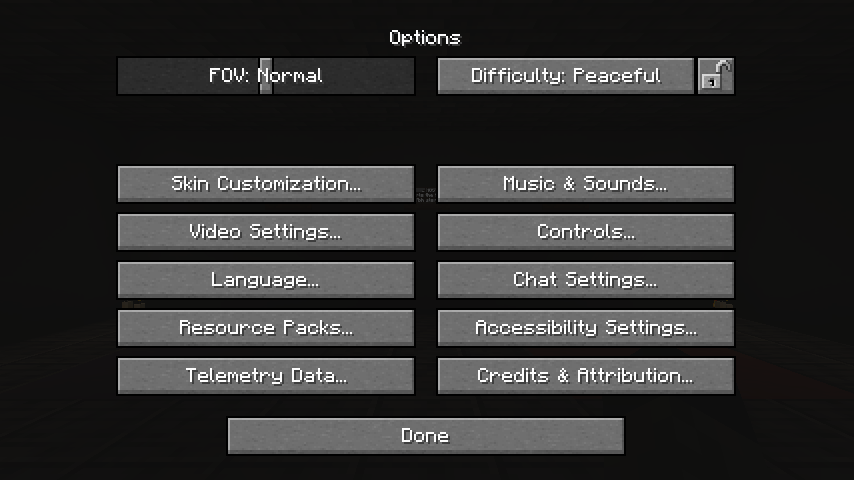 Options
FOV: Normal
Difficulty: Peaceful
Skin Customization...
Music & Sounds...
Video Settings...
Controls...
Language...
Chat Settings...
Resource Packs...
Accessibility Settings...
Telemetry Data...
Credits & Attribution...
Done